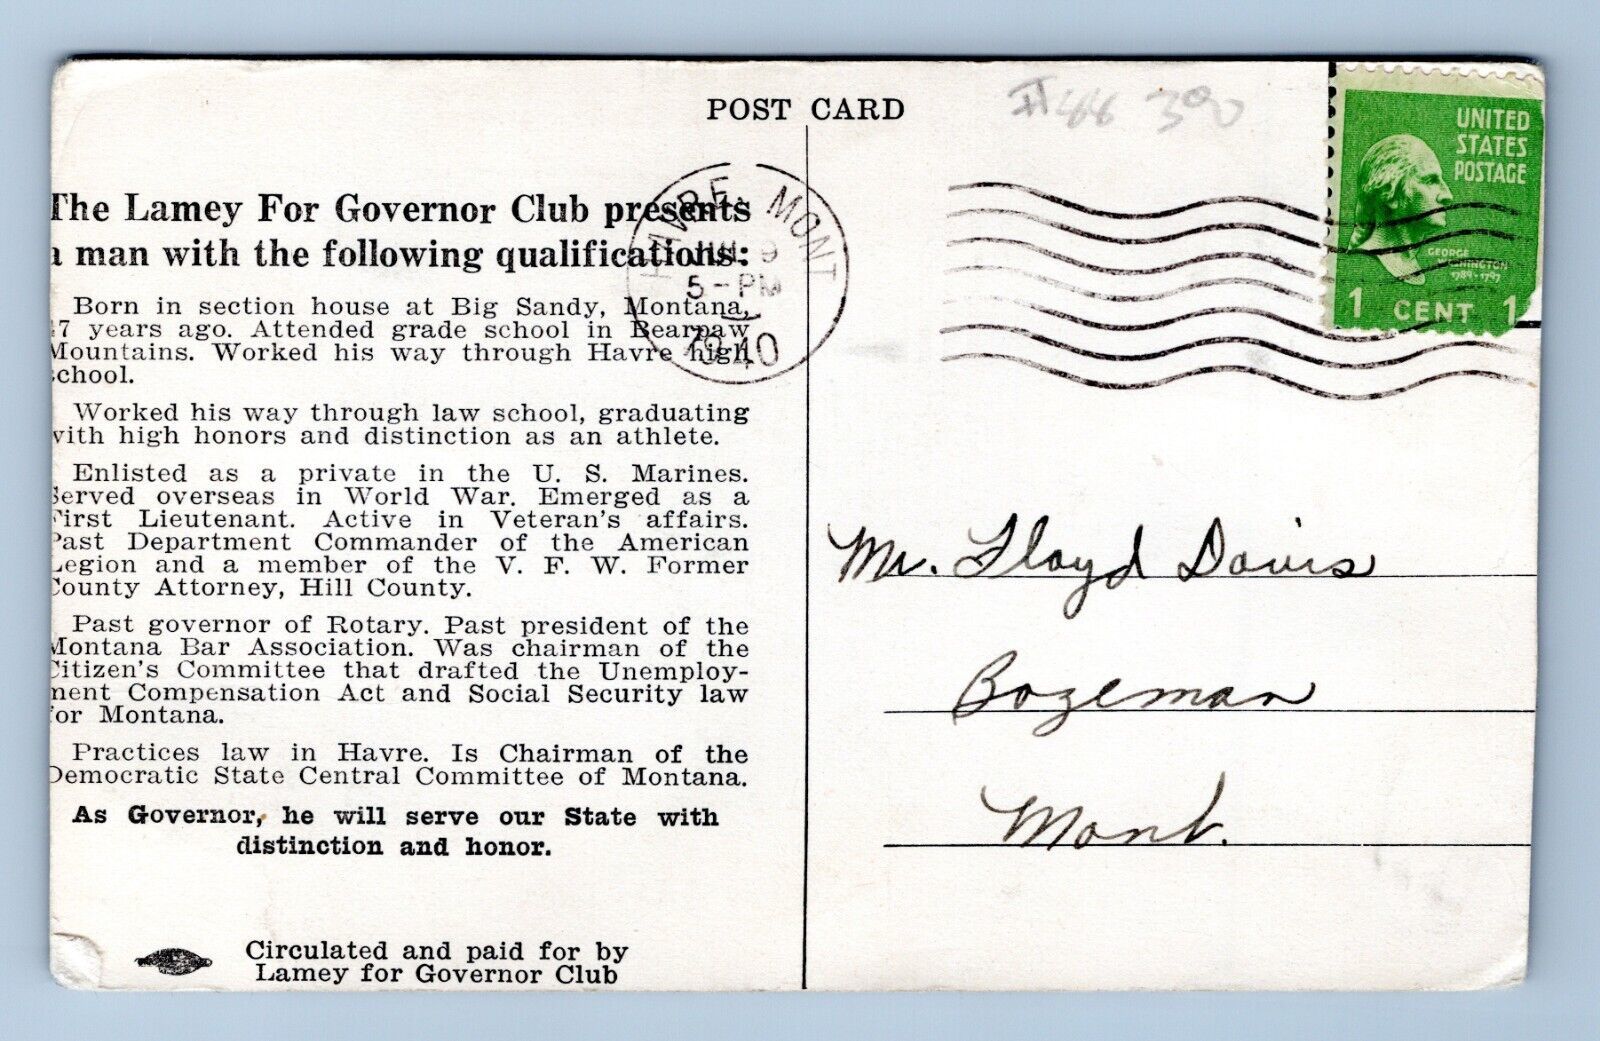 POST CARD
The Lamey For Governor Club presents
a man with the following qualifications:
Born in section house at Big Sandy, Montana,
47 years ago. Attended grade school in Bearpaw
Mountains. Worked his way through Havre high
school.
Worked his way through law school, graduating
with high honors and distinction as an athlete.
Enlisted as a private in the U. S. Marines.
Served overseas in World War. Emerged as a
First Lieutenant. Active in Veteran's affairs.
Past Department Commander of the American
Legion and a member of the V. F. W. Former
County Attorney, Hill County.
Past governor of Rotary. Past president of the
Montana Bar Association. Was chairman of the
Citizen's Committee that drafted the Unemploy-
ment Compensation Act and Social Security law
for Montana.
Practices law in Havre. Is Chairman of the
Democratic State Central Committee of Montana.
As Governor, he will serve our State with
distinction and honor.
Circulated and paid for by
Lamey for Governor Club
HAVRE, MONT
9
5-PM
1940
UNITED
STATES
POSTAGE
GEORGE
WASHINGTON
1789-1797
1 CENT 1
Mr. Floyd Davis
Bozeman
Mont.